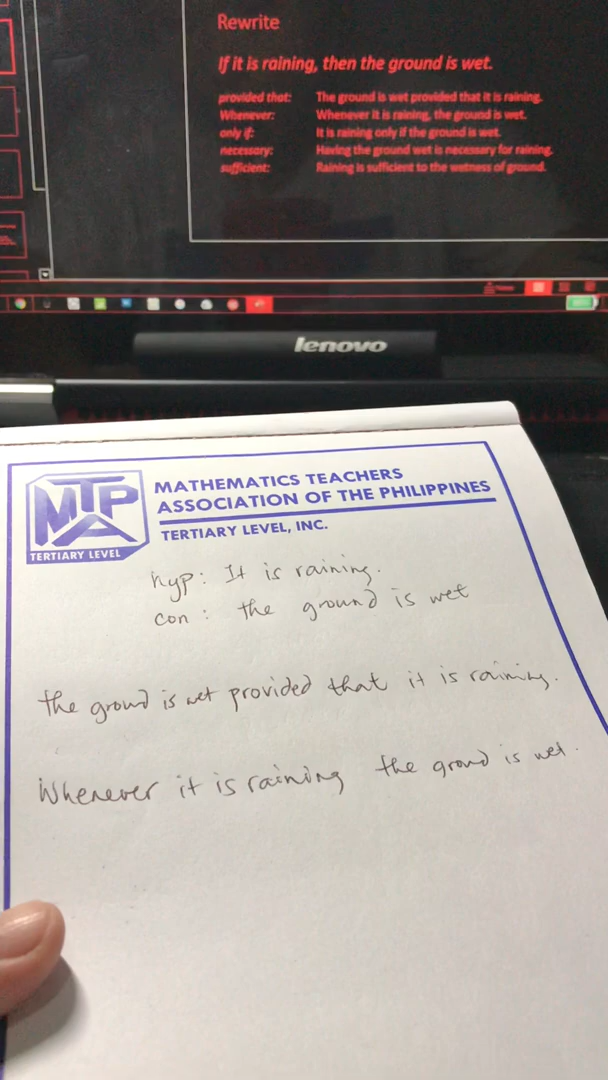 Rewrite
If it is raining, then the ground is wet.
provided that: The ground is wet provided that it is raining.
Whenever: Whenever it is raining, the ground is wet.
only if: It is raining only if the ground is wet.
necessary: Having the ground wet is necessary for raining.
sufficient: Raining is sufficient to the wetness of ground.
lenovo
MTAP
TERTIARY LEVEL
MATHEMATICS TEACHERS
ASSOCIATION OF THE PHILIPPINES
TERTIARY LEVEL, INC.
hyp: It is raining.
con: the ground is wet
the ground is wet provided that it is raining.
Whenever it is raining the ground is wet.